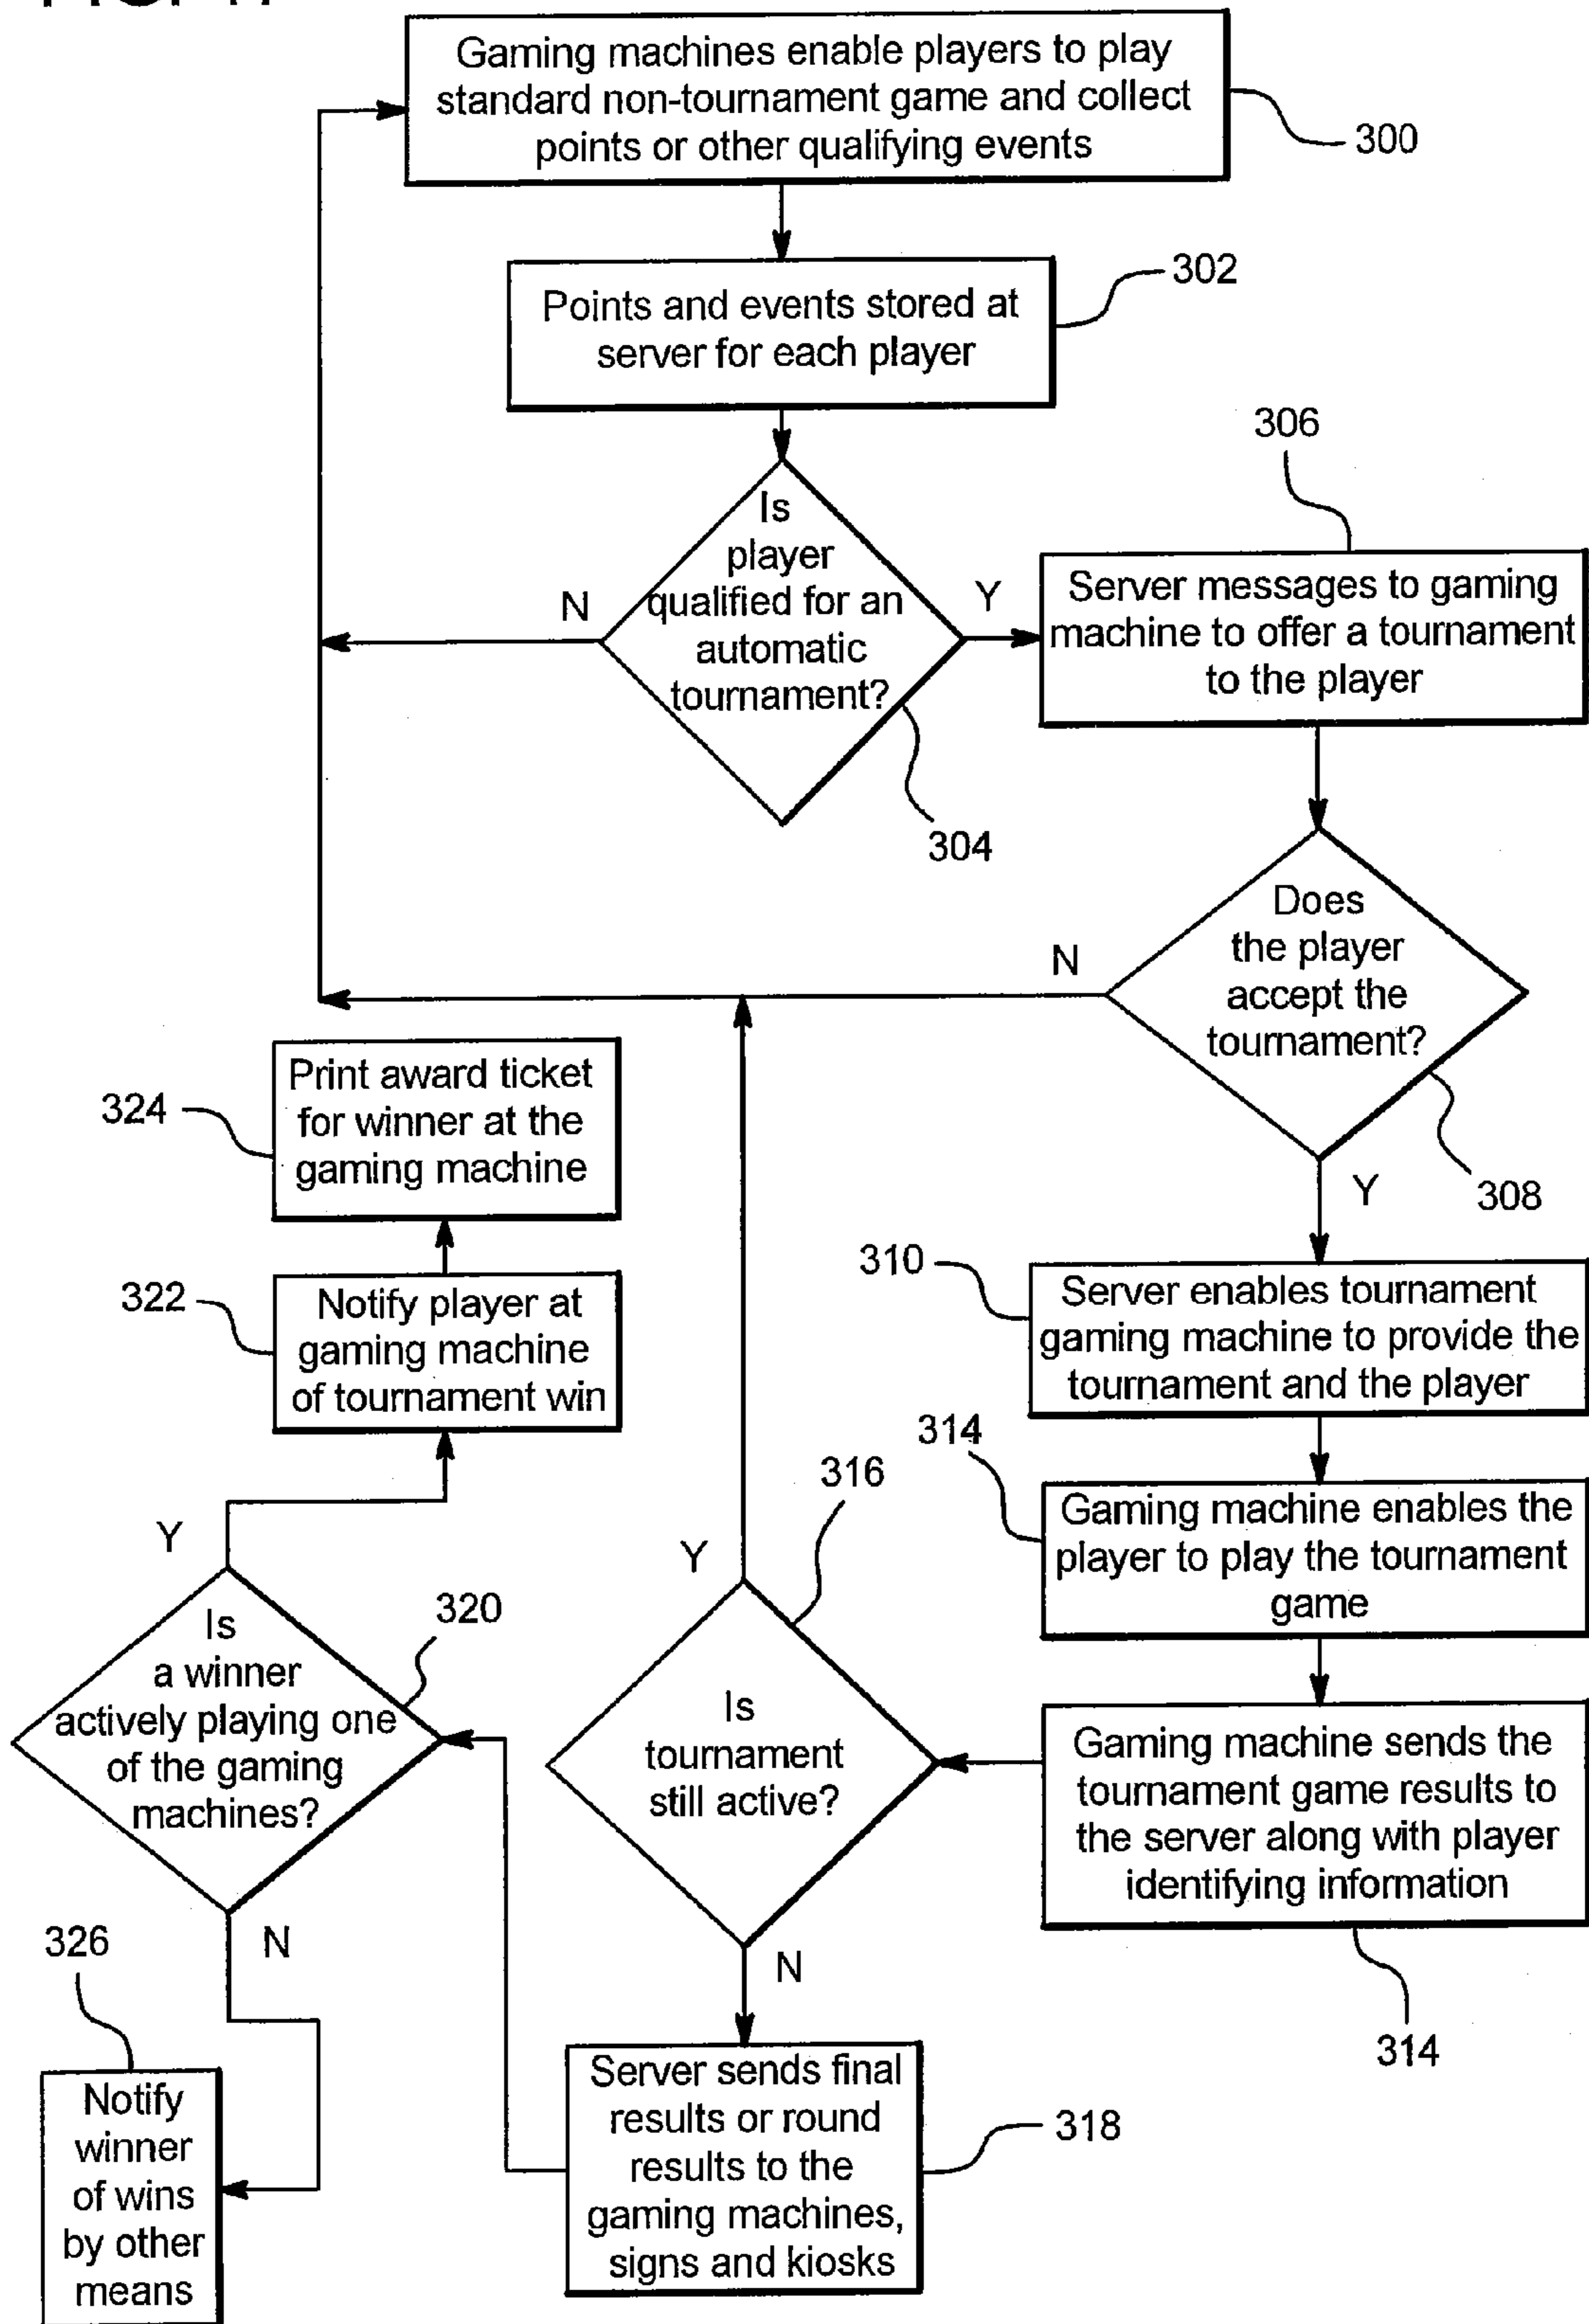 Gaming machines enable players to play
standard non-tournament game and collect
points or other qualifying events
300
302
Points and events stored at
server for each player
306
Is
player
qualified for an
automatic
tournament?
N
Y
304
Server messages to gaming
machine to offer a tournament
to the player
Does
the player
accept the
tournament?
N
Y
308
324
Print award ticket
for winner at the
gaming machine
322
Notify player at
gaming machine
of tournament win
310
Server enables tournament
gaming machine to provide the
tournament and the player
314
Gaming machine enables the
player to play the tournament
game
316
Y
Is
tournament
still active?
N
Gaming machine sends the
tournament game results to
the server along with player
identifying information
314
Y
320
Is
a winner
actively playing one
of the gaming
machines?
N
326
Notify
winner
of wins
by other
means
Server sends final
results or round
results to the
gaming machines,
signs and kiosks
318